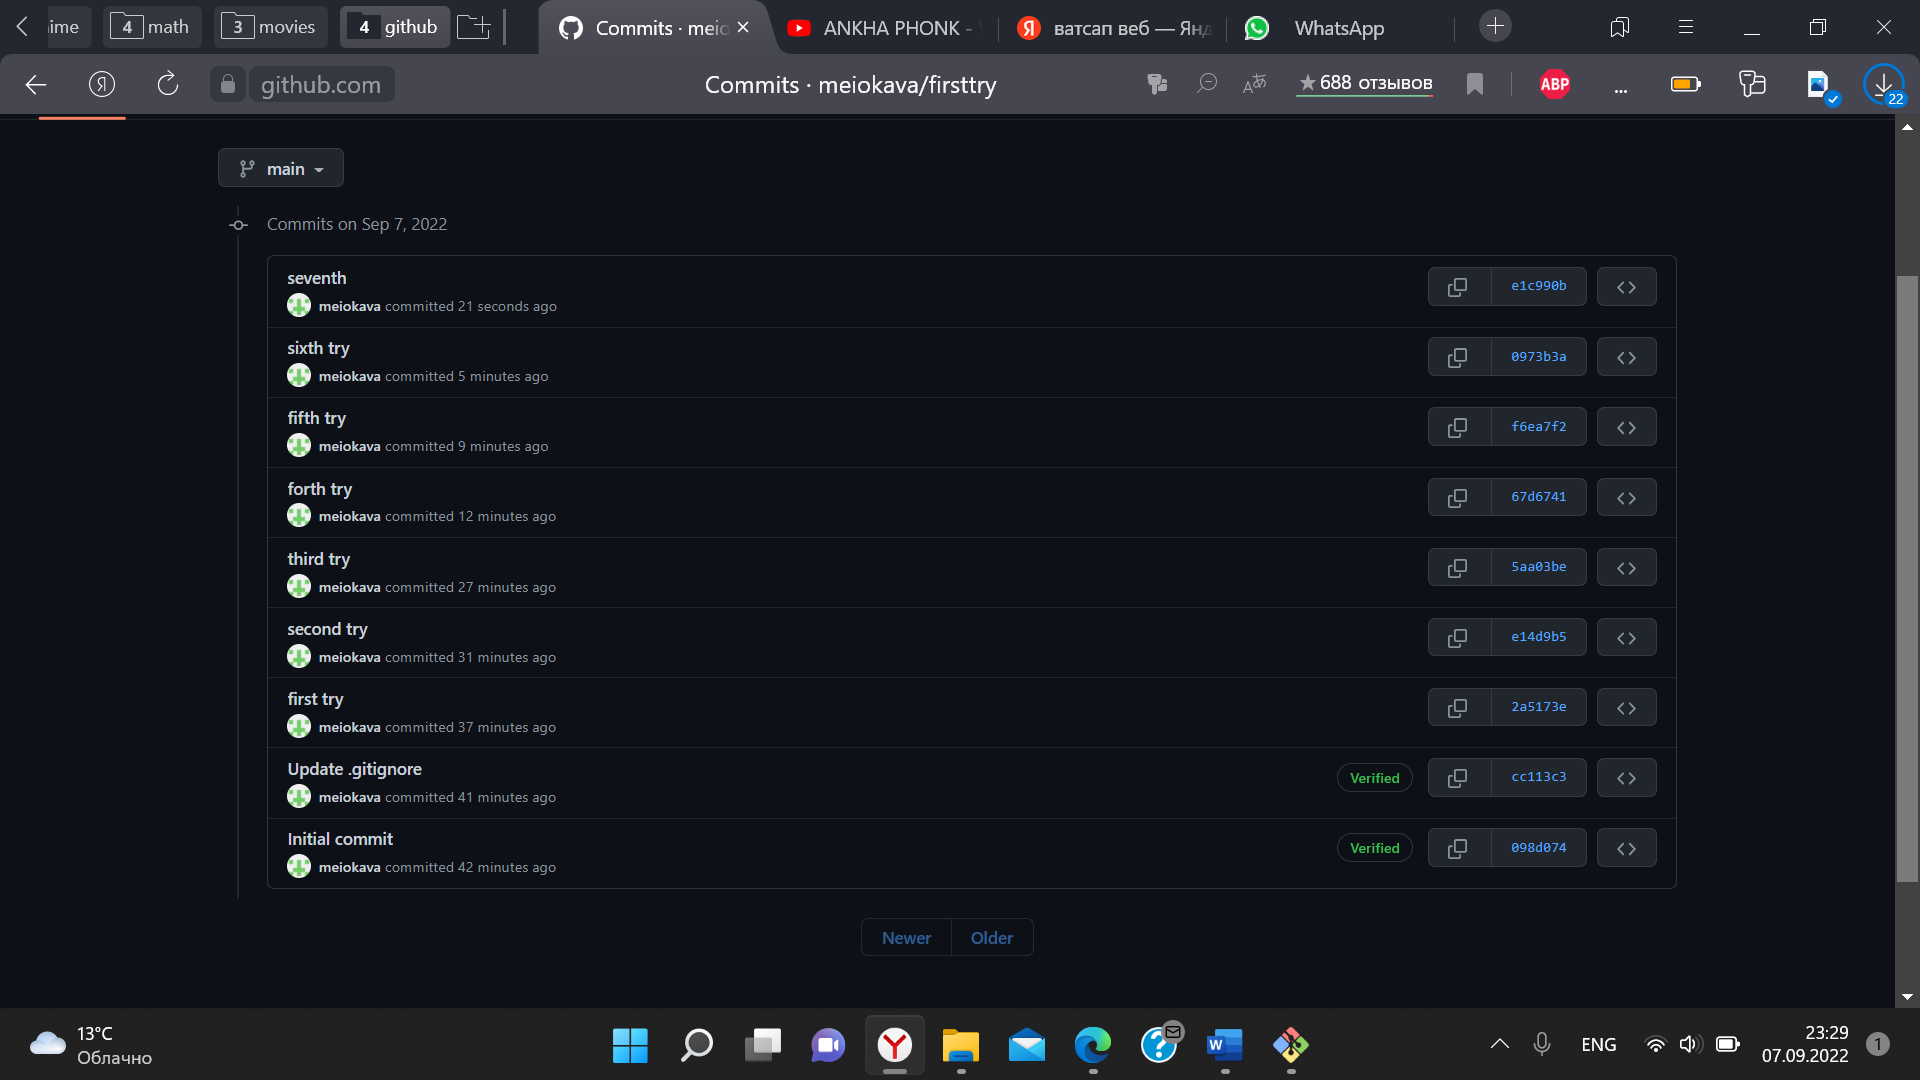 ime
4 math
3 movies
4 github
Commits · meio
ANKHA PHONK -
Я ватсап веб — Янд
WhatsApp
Я
github.com
Commits · meiokava/firsttry
688 отзывов
ABP
...
22
main
Commits on Sep 7, 2022
seventh
meiokava committed 21 seconds ago
e1c990b
sixth try
meiokava committed 5 minutes ago
0973b3a
fifth try
meiokava committed 9 minutes ago
f6ea7f2
forth try
meiokava committed 12 minutes ago
67d6741
third try
meiokava committed 27 minutes ago
5aa03be
second try
meiokava committed 31 minutes ago
e14d9b5
first try
meiokava committed 37 minutes ago
2a5173e
Update .gitignore
meiokava committed 41 minutes ago
Verified
cc113c3
Initial commit
meiokava committed 42 minutes ago
Verified
098d074
Newer
Older
13°C
Облачно
Y
?
W
ENG
23:29
07.09.2022
1